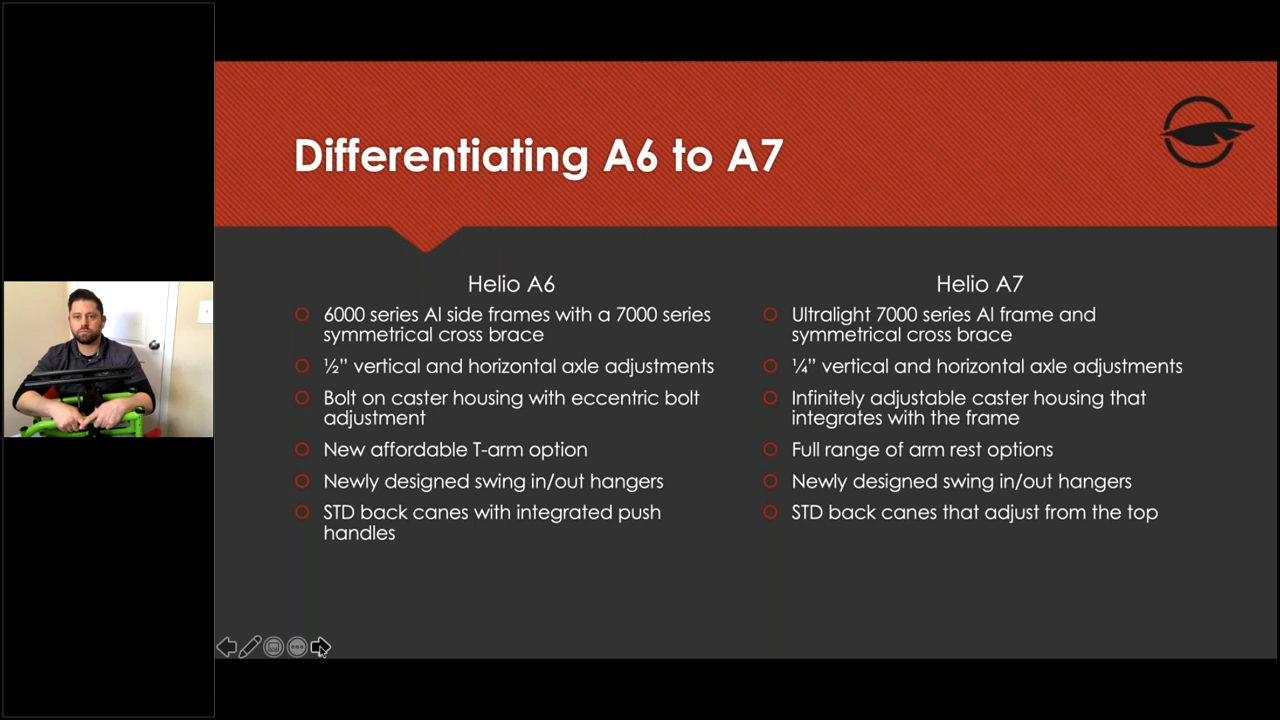 Differentiating A6 to A7
Helio A6
6000 series Al side frames with a 7000 series
symmetrical cross brace
½” vertical and horizontal axle adjustments
Bolt on caster housing with eccentric bolt
adjustment
New affordable T-arm option
Newly designed swing in/out hangers
STD back canes with integrated push
handles
Helio A7
Ultralight 7000 series Al frame and
symmetrical cross brace
¼” vertical and horizontal axle adjustments
Infinitely adjustable caster housing that
integrates with the frame
Full range of arm rest options
Newly designed swing in/out hangers
STD back canes that adjust from the top